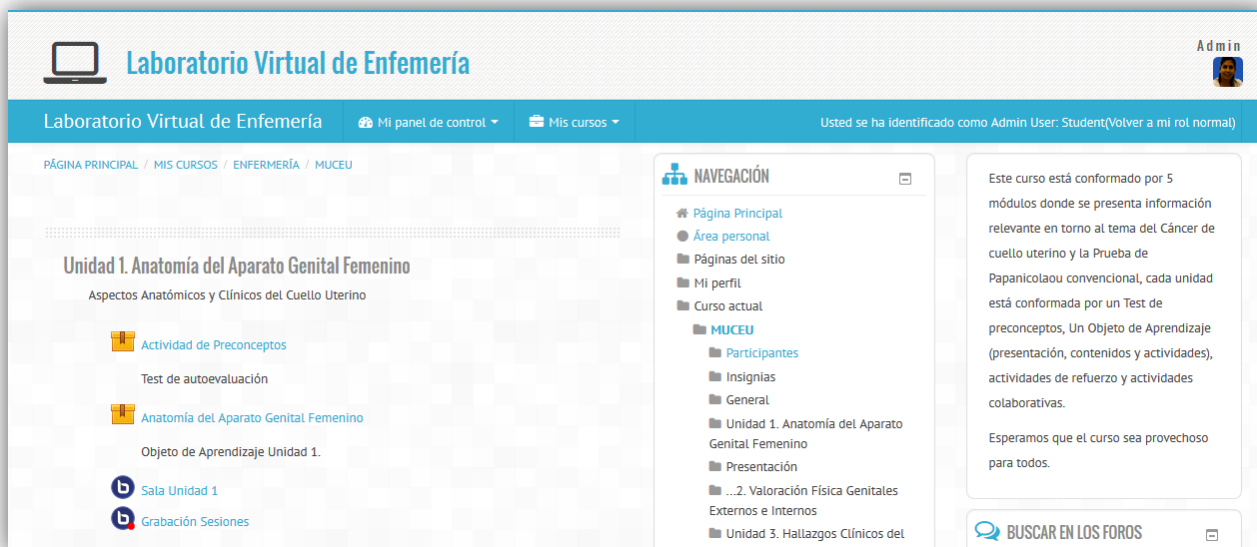 Admin
Laboratorio Virtual de Enfemería
Laboratorio Virtual de Enfemería
Mi panel de control
Mis cursos
Usted se ha identificado como Admin User: Student(Volver a mi rol normal)
PÁGINA PRINCIPAL / MIS CURSOS / ENFERMERÍA / MUCEU
Unidad 1. Anatomía del Aparato Genital Femenino
Aspectos Anatómicos y Clínicos del Cuello Uterino
Actividad de Preconceptos
Test de autoevaluación
Anatomía del Aparato Genital Femenino
Objeto de Aprendizaje Unidad 1.
Sala Unidad 1
Grabación Sesiones
NAVEGACIÓN
Página Principal
Área personal
Páginas del sitio
Mi perfil
Curso actual
MUCEU
Participantes
Insignias
General
Unidad 1. Anatomía del Aparato
Genital Femenino
Presentación
...2. Valoración Física Genitales
Externos e Internos
Unidad 3. Hallazgos Clínicos del
Este curso está conformado por 5
módulos donde se presenta información
relevante en torno al tema del Cáncer de
cuello uterino y la Prueba de
Papanicolaou convencional, cada unidad
está conformada por un Test de
preconceptos, Un Objeto de Aprendizaje
(presentación, contenidos y actividades),
actividades de refuerzo y actividades
colaborativas.
Esperamos que el curso sea provechoso
para todos.
BUSCAR EN LOS FOROS